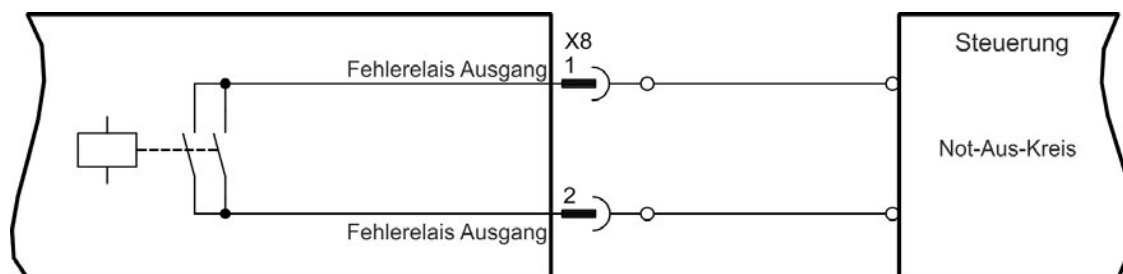 X8
Steuerung
Fehlerelais Ausgang
1
Not-Aus-Kreis
2
Fehlerelais Ausgang